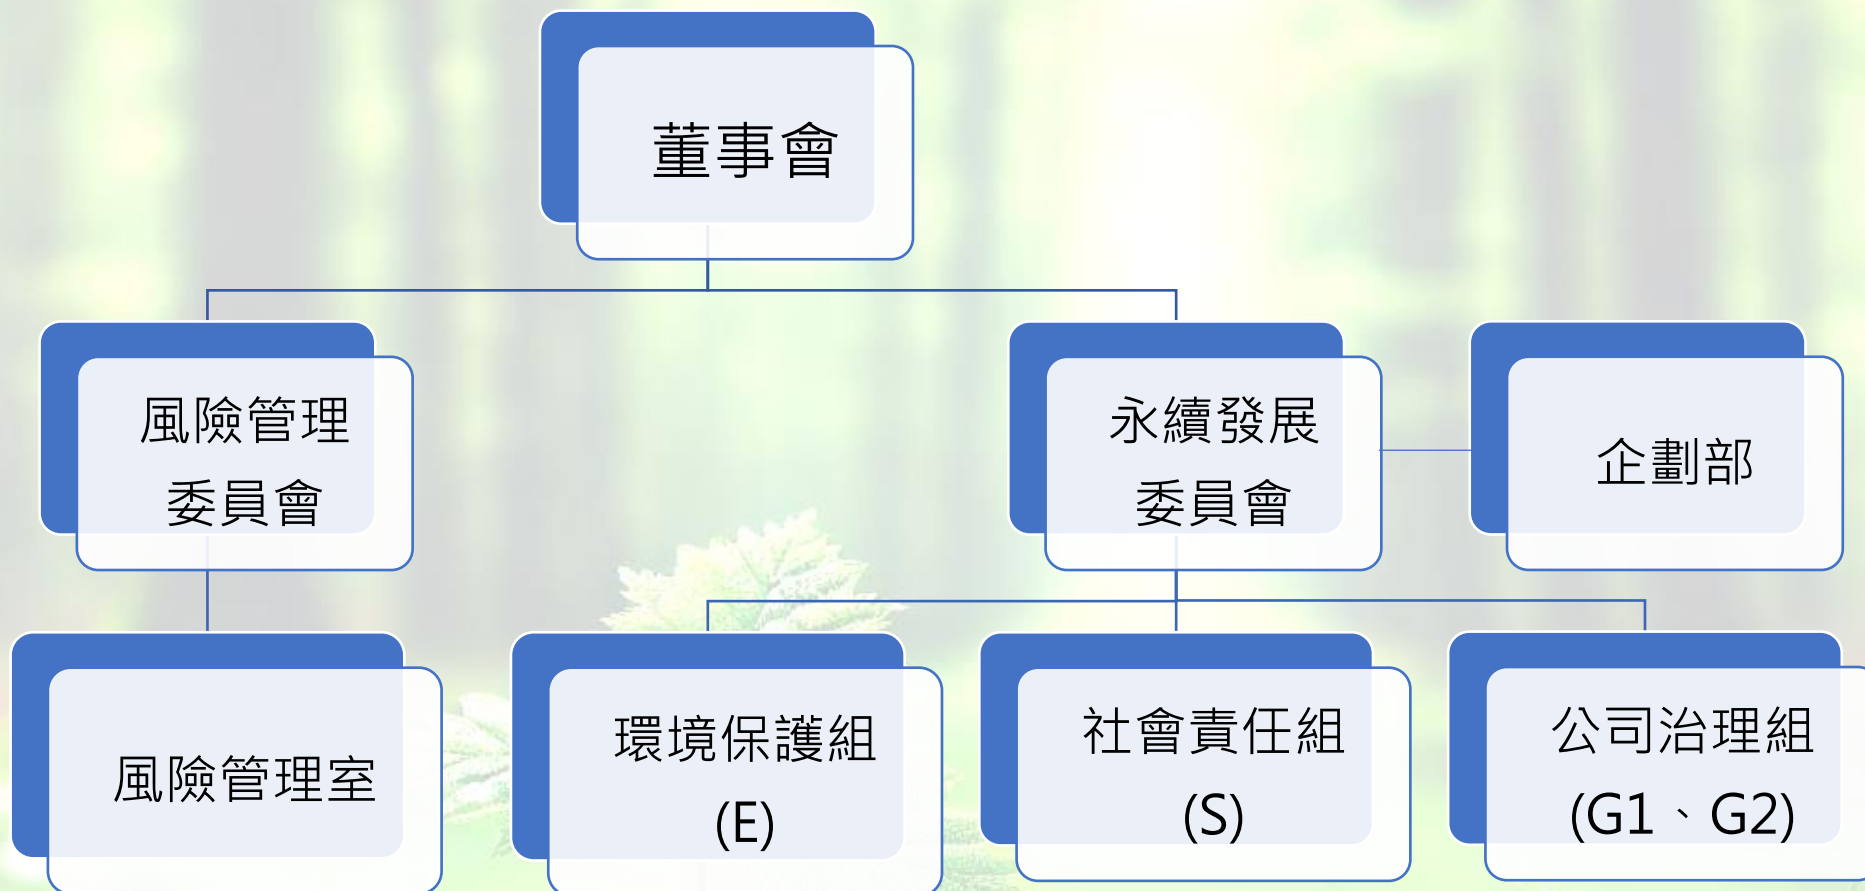 董事會
風險管理
委員會
永續發展
委員會
企劃部
風險管理室
環境保護組
(E)
社會責任組
(S)
公司治理組
(G1、G2)